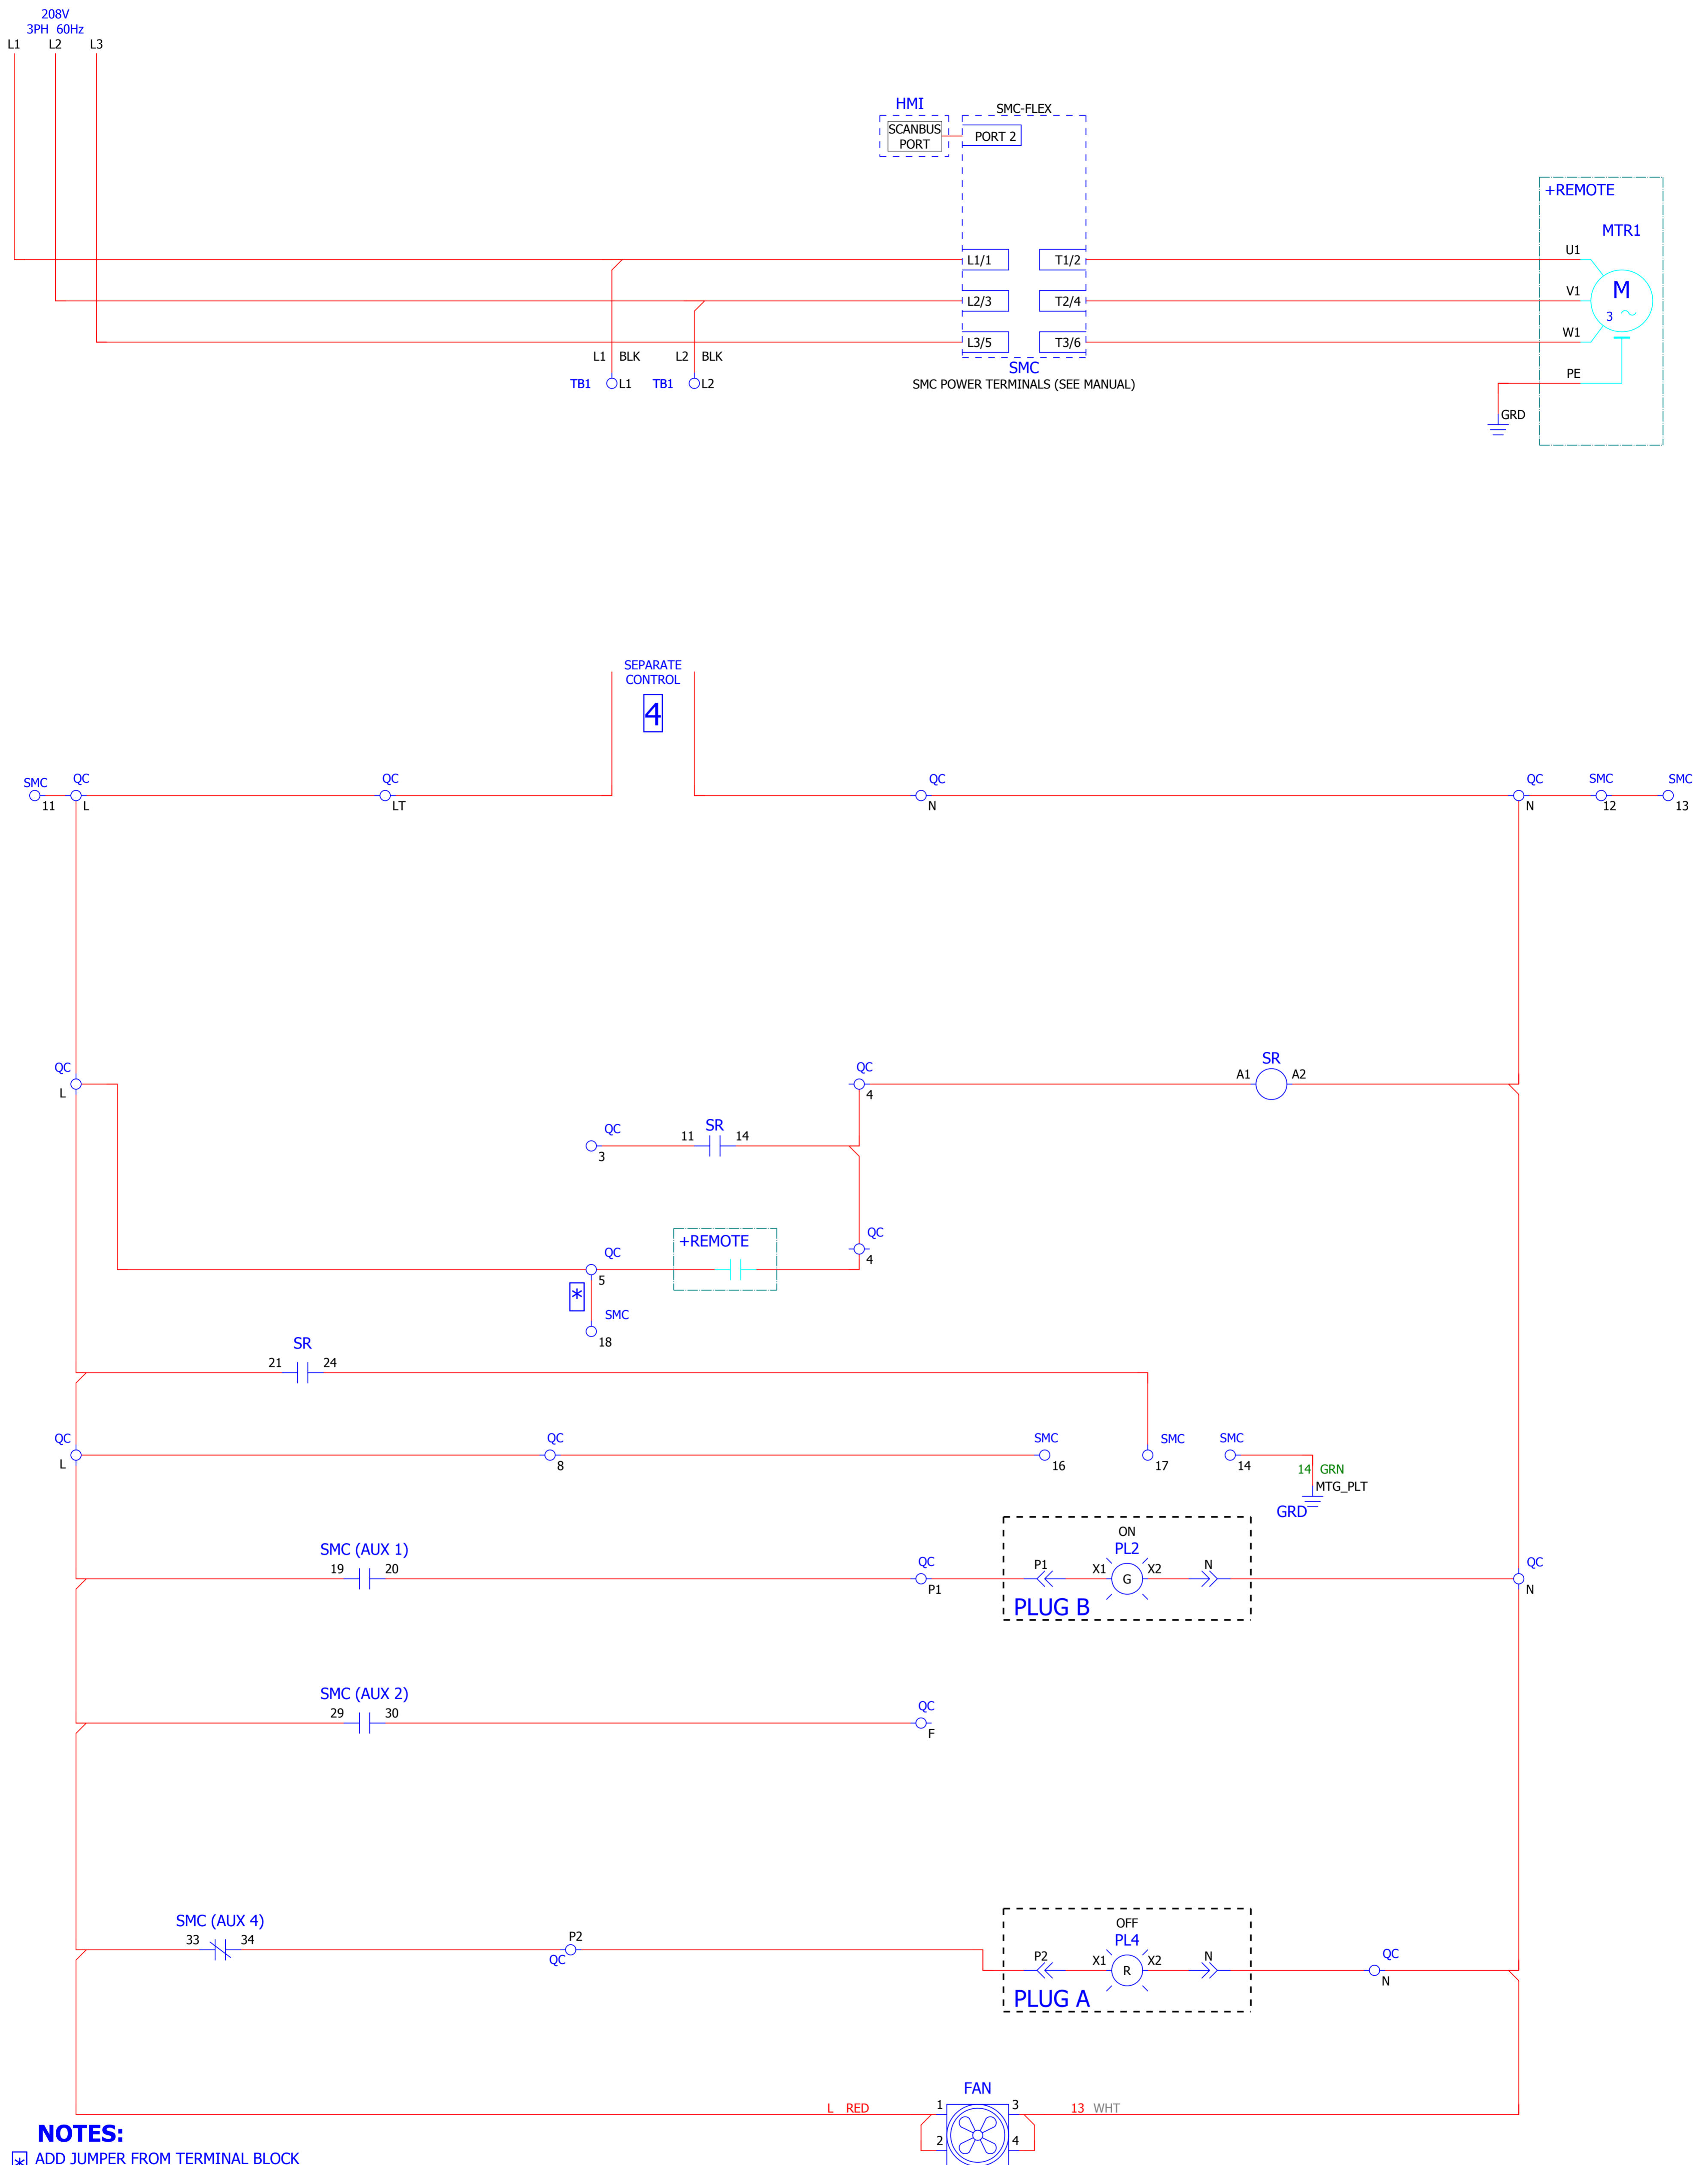 208V
3PH 60Hz
L1 L2 L3
HMI
SCANBUS
PORT
SMC-FLEX
PORT 2
+REMOTE
MTR1
L1/1 T1/2 U1
L2/3 T2/4 V1
M
3
L3/5 T3/6 W1
L1 BLK L2 BLK
SMC
PE
TB1 L1 TB1 L2
SMC POWER TERMINALS (SEE MANUAL)
GRD
SEPARATE
CONTROL
4
SMC QC QC QC QC SMC SMC
11 L LT N N 12 13
QC QC SR
L 4 A1 A2
QC SR
3 11 14
QC +REMOTE QC
5 4
*
SMC
18
SR
21 24
QC QC SMC SMC SMC
L 8 16 17 14
14 GRN
MTG_PLT
GRD
ON
SMC (AUX 1) PL2
19 20 QC P1 X1 G X2 N QC
P1 N
PLUG B
SMC (AUX 2)
29 30 QC
F
SMC (AUX 4) OFF
33 34 P2 PL4
QC P2 X1 R X2 N QC
N
PLUG A
FAN
L RED 1 3 13 WHT
2 4
NOTES:
* ADD JUMPER FROM TERMINAL BLOCK